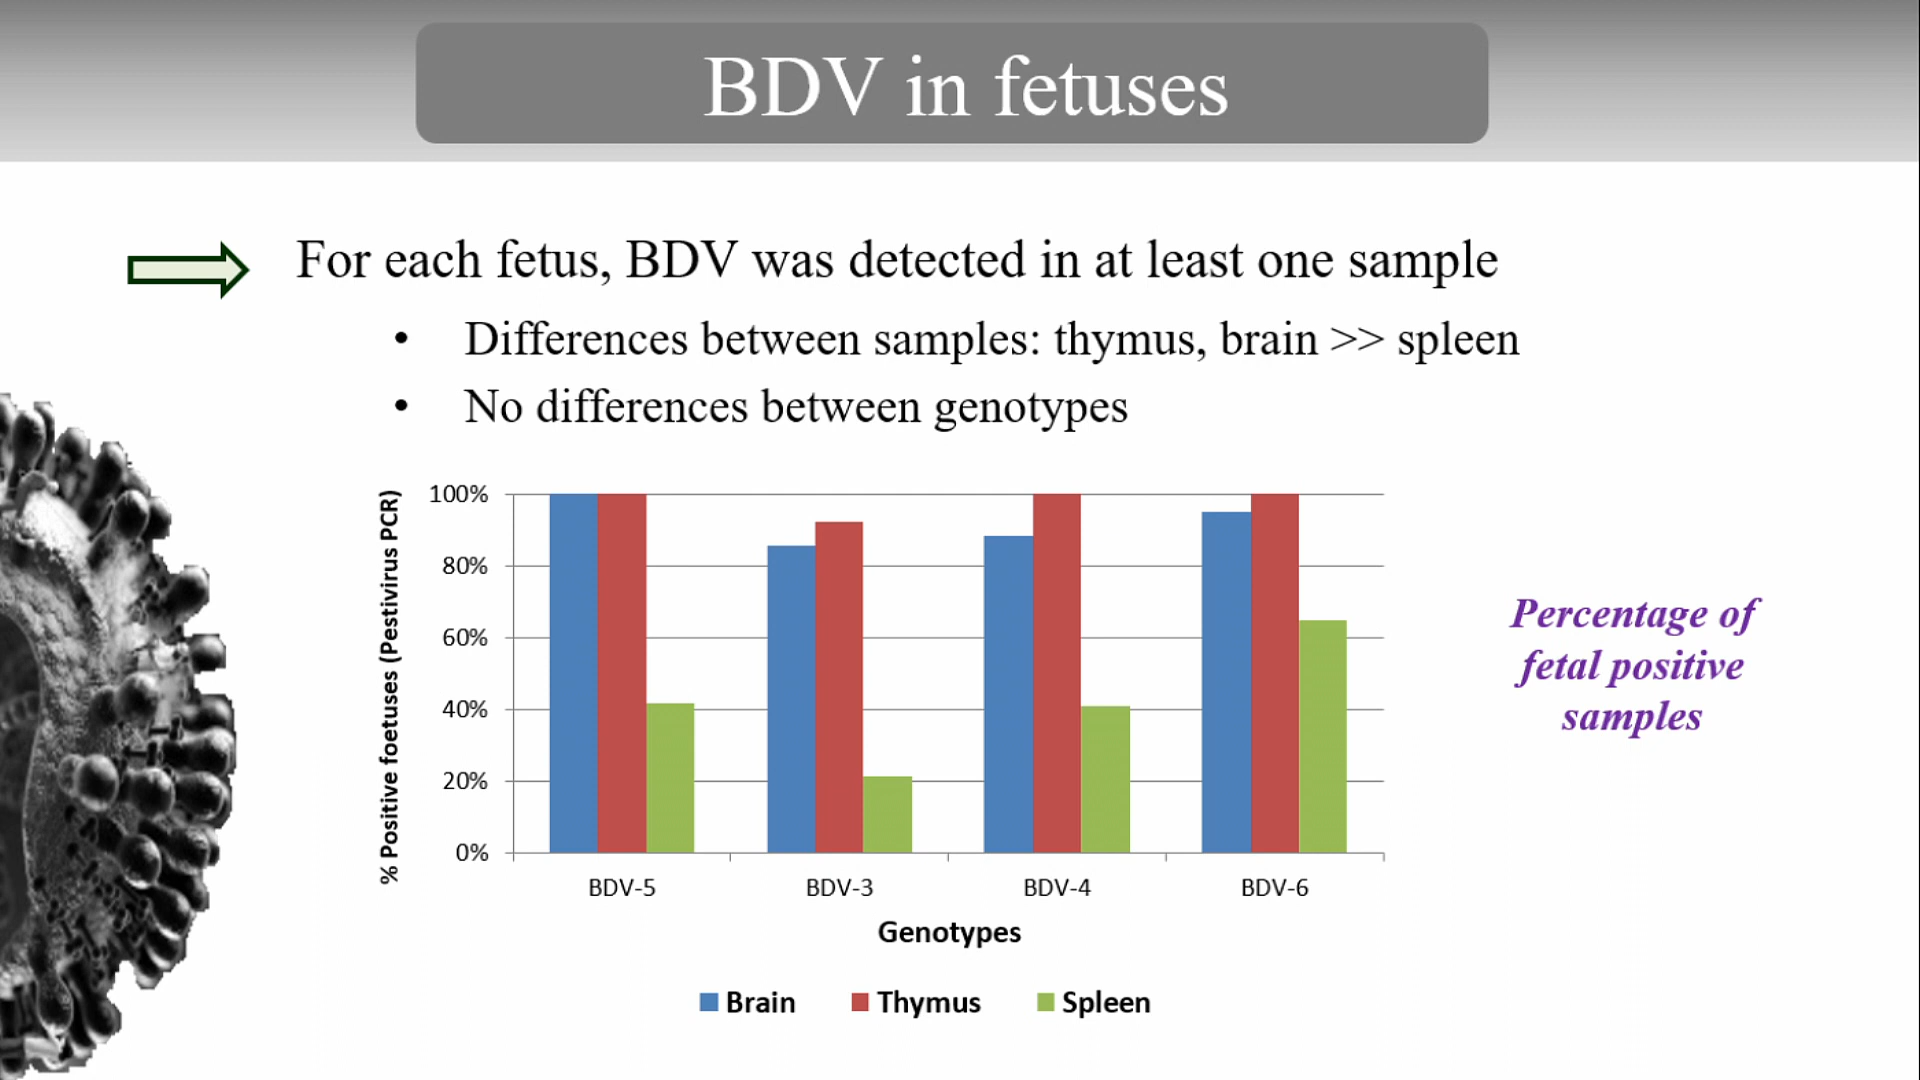 BDV in fetuses
For each fetus, BDV was detected in at least one sample
• Differences between samples: thymus, brain >> spleen
• No differences between genotypes
% Positive foetuses (Pestivirus PCR)
100%
80%
60%
40%
20%
0%
BDV-5 BDV-3 BDV-4 BDV-6
Genotypes
Brain Thymus Spleen
Percentage of
fetal positive
samples